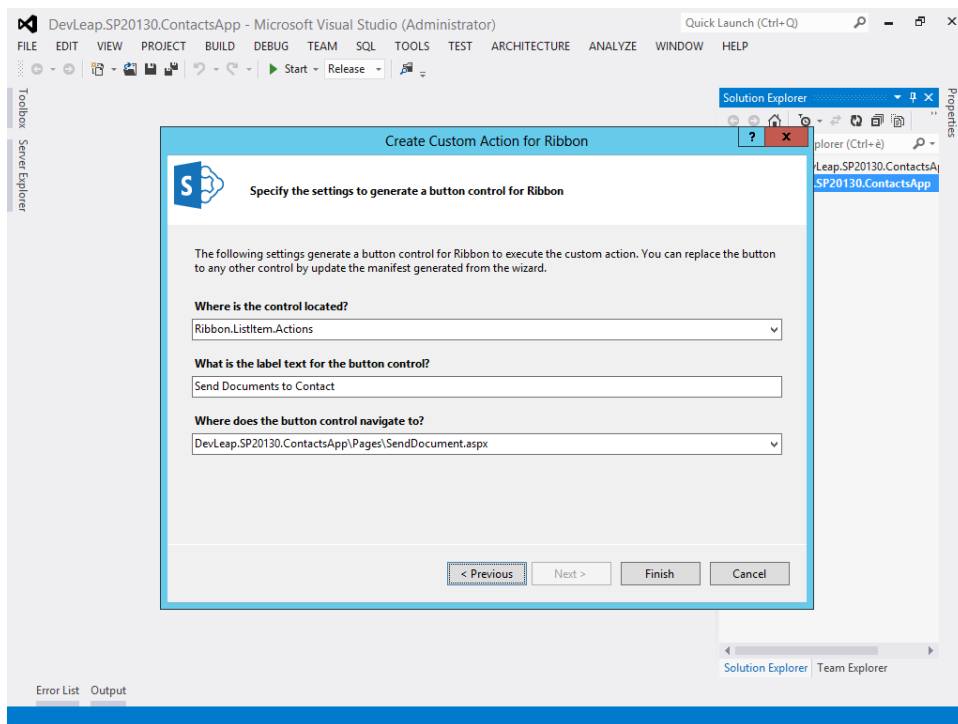 DevLeap.SP20130.ContactsApp - Microsoft Visual Studio (Administrator)
Quick Launch (Ctrl+Q)
FILE EDIT VIEW PROJECT BUILD DEBUG TEAM SQL TOOLS TEST ARCHITECTURE ANALYZE WINDOW HELP
Start Release
Toolbox
Server Explorer
Solution Explorer
Properties
plorer (Ctrl+è)
Leap.SP20130.ContactsA
.SP20130.ContactsApp
Create Custom Action for Ribbon
? x
S
Specify the settings to generate a button control for Ribbon
The following settings generate a button control for Ribbon to execute the custom action. You can replace the button
to any other control by update the manifest generated from the wizard.
Where is the control located?
Ribbon.ListItem.Actions
What is the label text for the button control?
Send Documents to Contact
Where does the button control navigate to?
DevLeap.SP20130.ContactsApp\Pages\SendDocument.aspx
< Previous Next > Finish Cancel
Solution Explorer Team Explorer
Error List Output